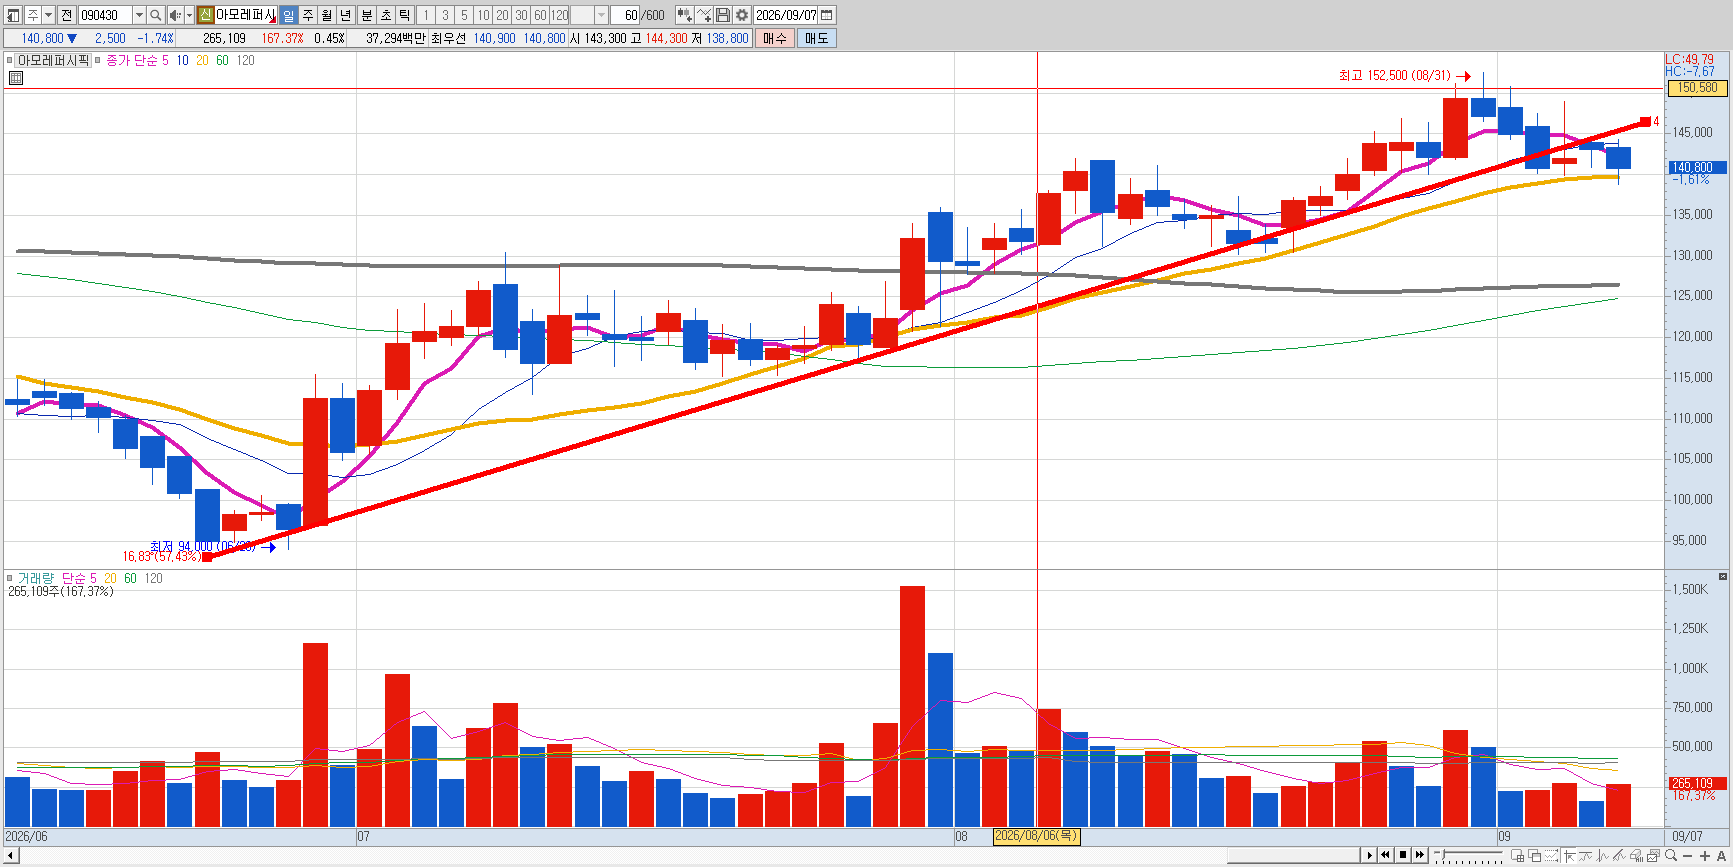 주 전 090430 신 아모레퍼시 일 주 월 년 분 초 틱 1 3 5 10 20 30 60 120 60 /600 2026/09/07
140,800 ▼ 2,500 -1.74% 265,109 167.37% 0.45% 37,294백만 최우선 140,900 140,800 시 143,300 고 144,300 저 138,800 매수 매도
아모레퍼시픽 종가 단순 5 10 20 60 120
LC:49,79
HC:-7,67
최고 152,500 (08/31)
150,580
145,000
140,800
-1,61%
135,000
130,000
125,000
120,000
115,000
110,000
105,000
100,000
95,000
최저 94,000
16,83°(57,43%)
거래량 단순 5 20 60 120
265,109주(167,37%)
1,500K
1,250K
1,000K
750,000
500,000
265,109
167,37%
2026/06 07 08 2026/08/06(목) 09 09/07
A